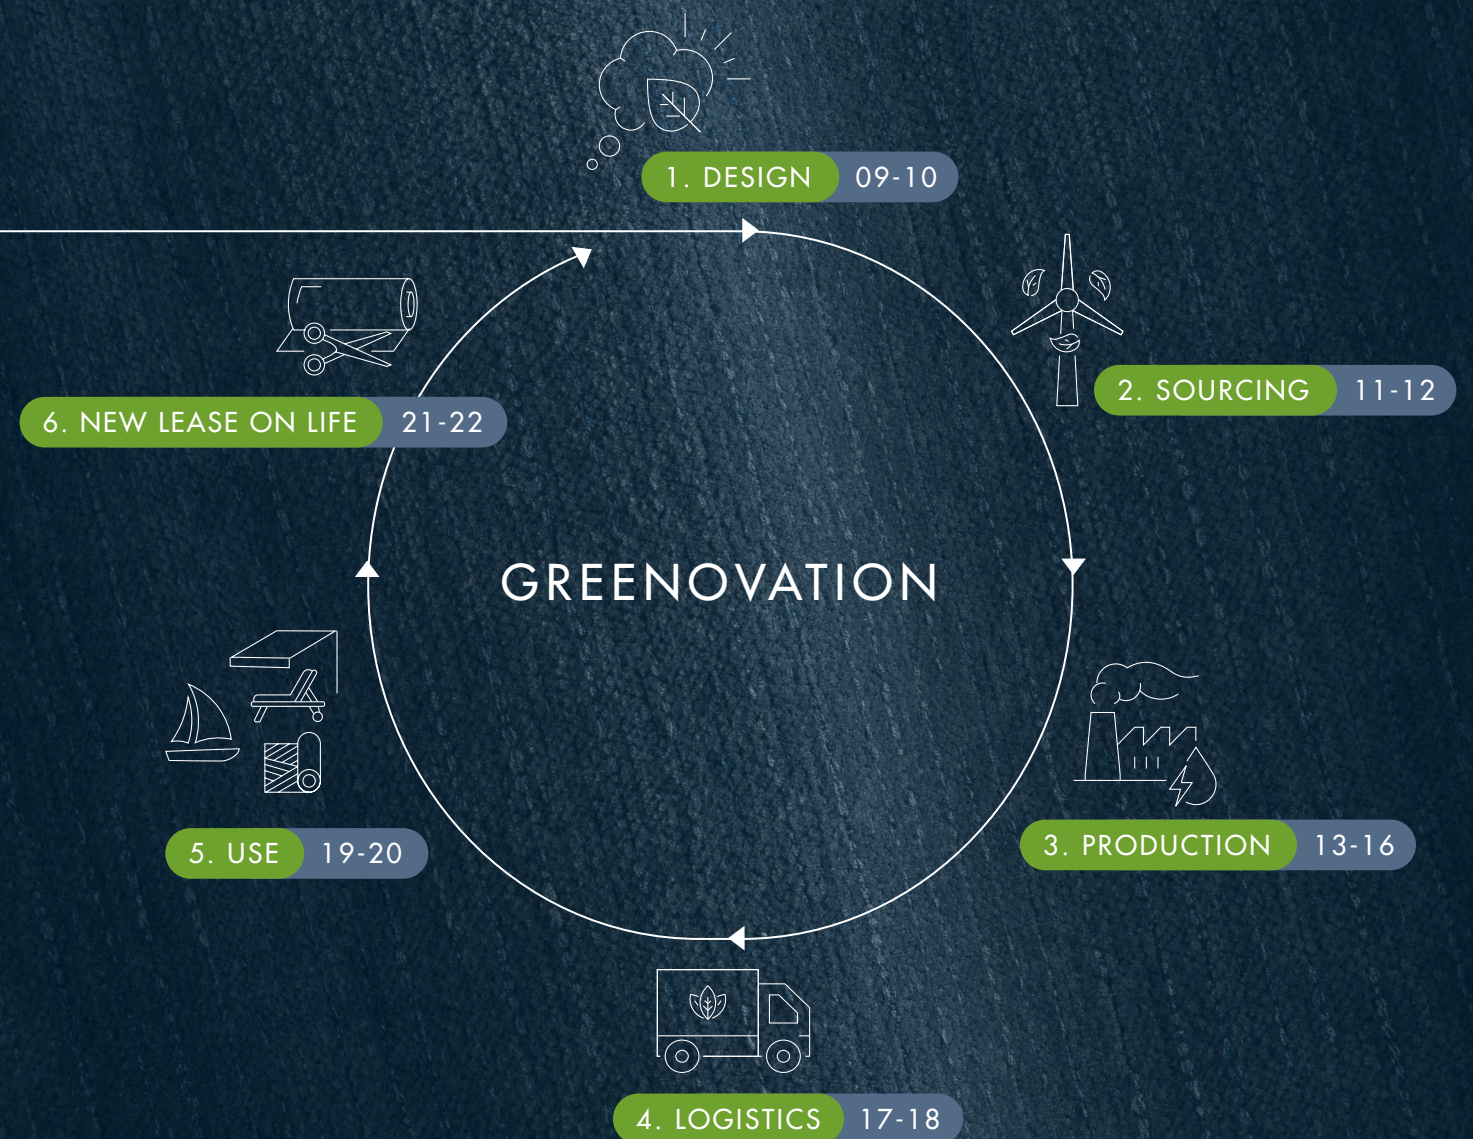 1. DESIGN 09-10
2. SOURCING 11-12
6. NEW LEASE ON LIFE 21-22
GREENOVATION
5. USE 19-20
3. PRODUCTION 13-16
4. LOGISTICS 17-18